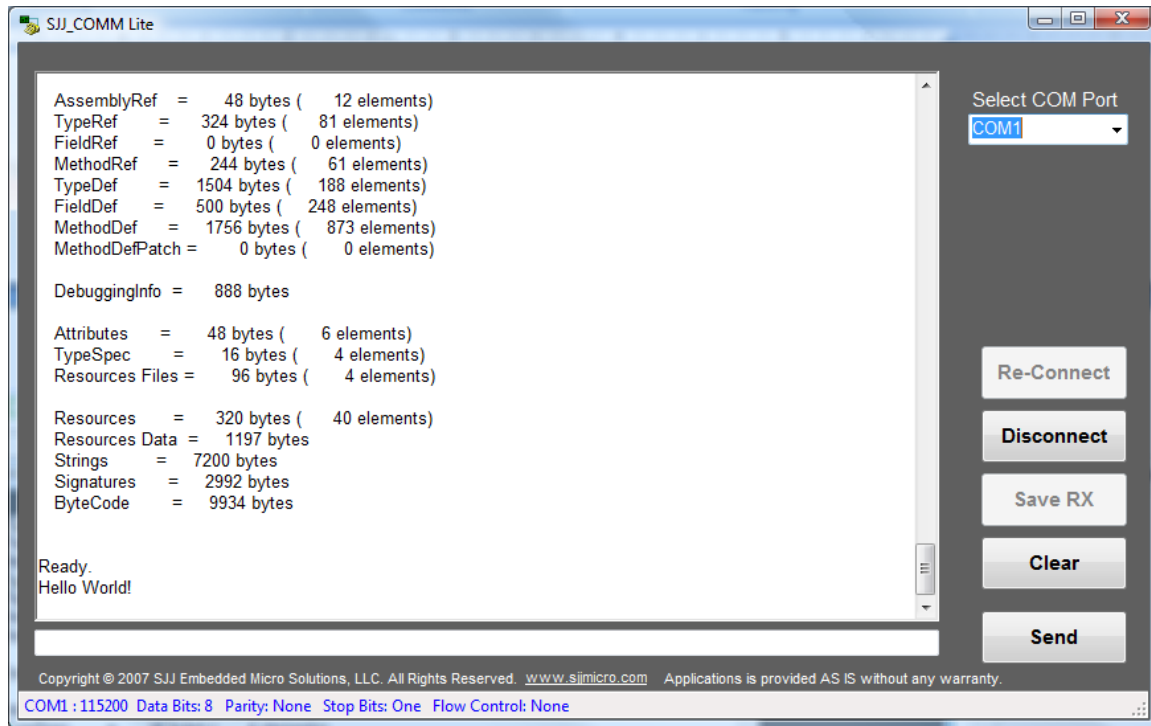 SJJ_COMM Lite
AssemblyRef = 48 bytes ( 12 elements)
TypeRef = 324 bytes ( 81 elements)
FieldRef = 0 bytes ( 0 elements)
MethodRef = 244 bytes ( 61 elements)
TypeDef = 1504 bytes ( 188 elements)
FieldDef = 500 bytes ( 248 elements)
MethodDef = 1756 bytes ( 873 elements)
MethodDefPatch = 0 bytes ( 0 elements)
DebuggingInfo = 888 bytes
Attributes = 48 bytes ( 6 elements)
TypeSpec = 16 bytes ( 4 elements)
Resources Files = 96 bytes ( 4 elements)
Resources = 320 bytes ( 40 elements)
Resources Data = 1197 bytes
Strings = 7200 bytes
Signatures = 2992 bytes
ByteCode = 9934 bytes
Ready.
Hello World!
Select COM Port
COM1
Re-Connect
Disconnect
Save RX
Clear
Send
Copyright © 2007 SJJ Embedded Micro Solutions, LLC. All Rights Reserved. www.sjjmicro.com Applications is provided AS IS without any warranty.
COM1 : 115200 Data Bits: 8 Parity: None Stop Bits: One Flow Control: None